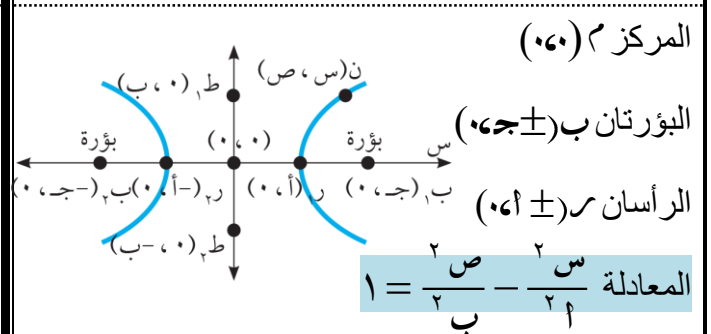 المركز م (٠،٠)
البؤرتان ب(± جـ،٠)
الرأسان ر(± أ،٠)
المعادلة س٢/أ٢ − ص٢/ب٢ = ١
ط١(٠ ، ب)
ن(س ، ص)
بؤرة
(٠ ، ٠)
بؤرة
س
ب١(جـ ، ٠)
ر١(أ ، ٠)
ر٢(-أ ، ٠)
ب٢(-جـ ، ٠)
ط٢(٠ ، -ب)